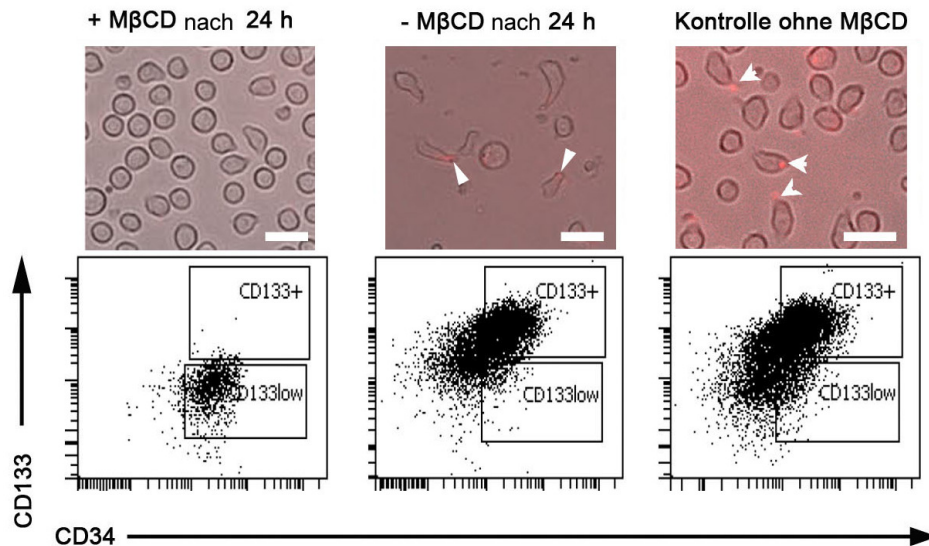 + MβCD nach 24 h
- MβCD nach 24 h
Kontrolle ohne MβCD
CD133+
CD133low
CD133+
CD133low
CD133+
CD133low
CD133
CD34